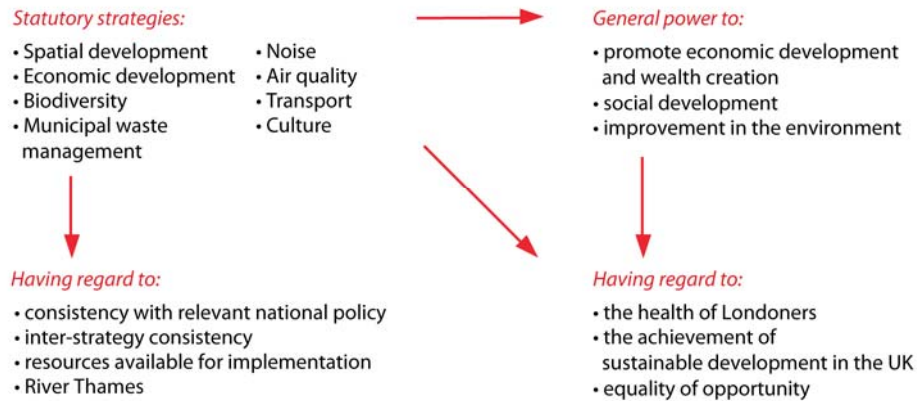 Statutory strategies:
• Spatial development
• Economic development
• Biodiversity
• Municipal waste
management
• Noise
• Air quality
• Transport
• Culture
General power to:
• promote economic development
and wealth creation
• social development
• improvement in the environment
Having regard to:
• consistency with relevant national policy
• inter-strategy consistency
• resources available for implementation
• River Thames
Having regard to:
• the health of Londoners
• the achievement of
sustainable development in the UK
• equality of opportunity